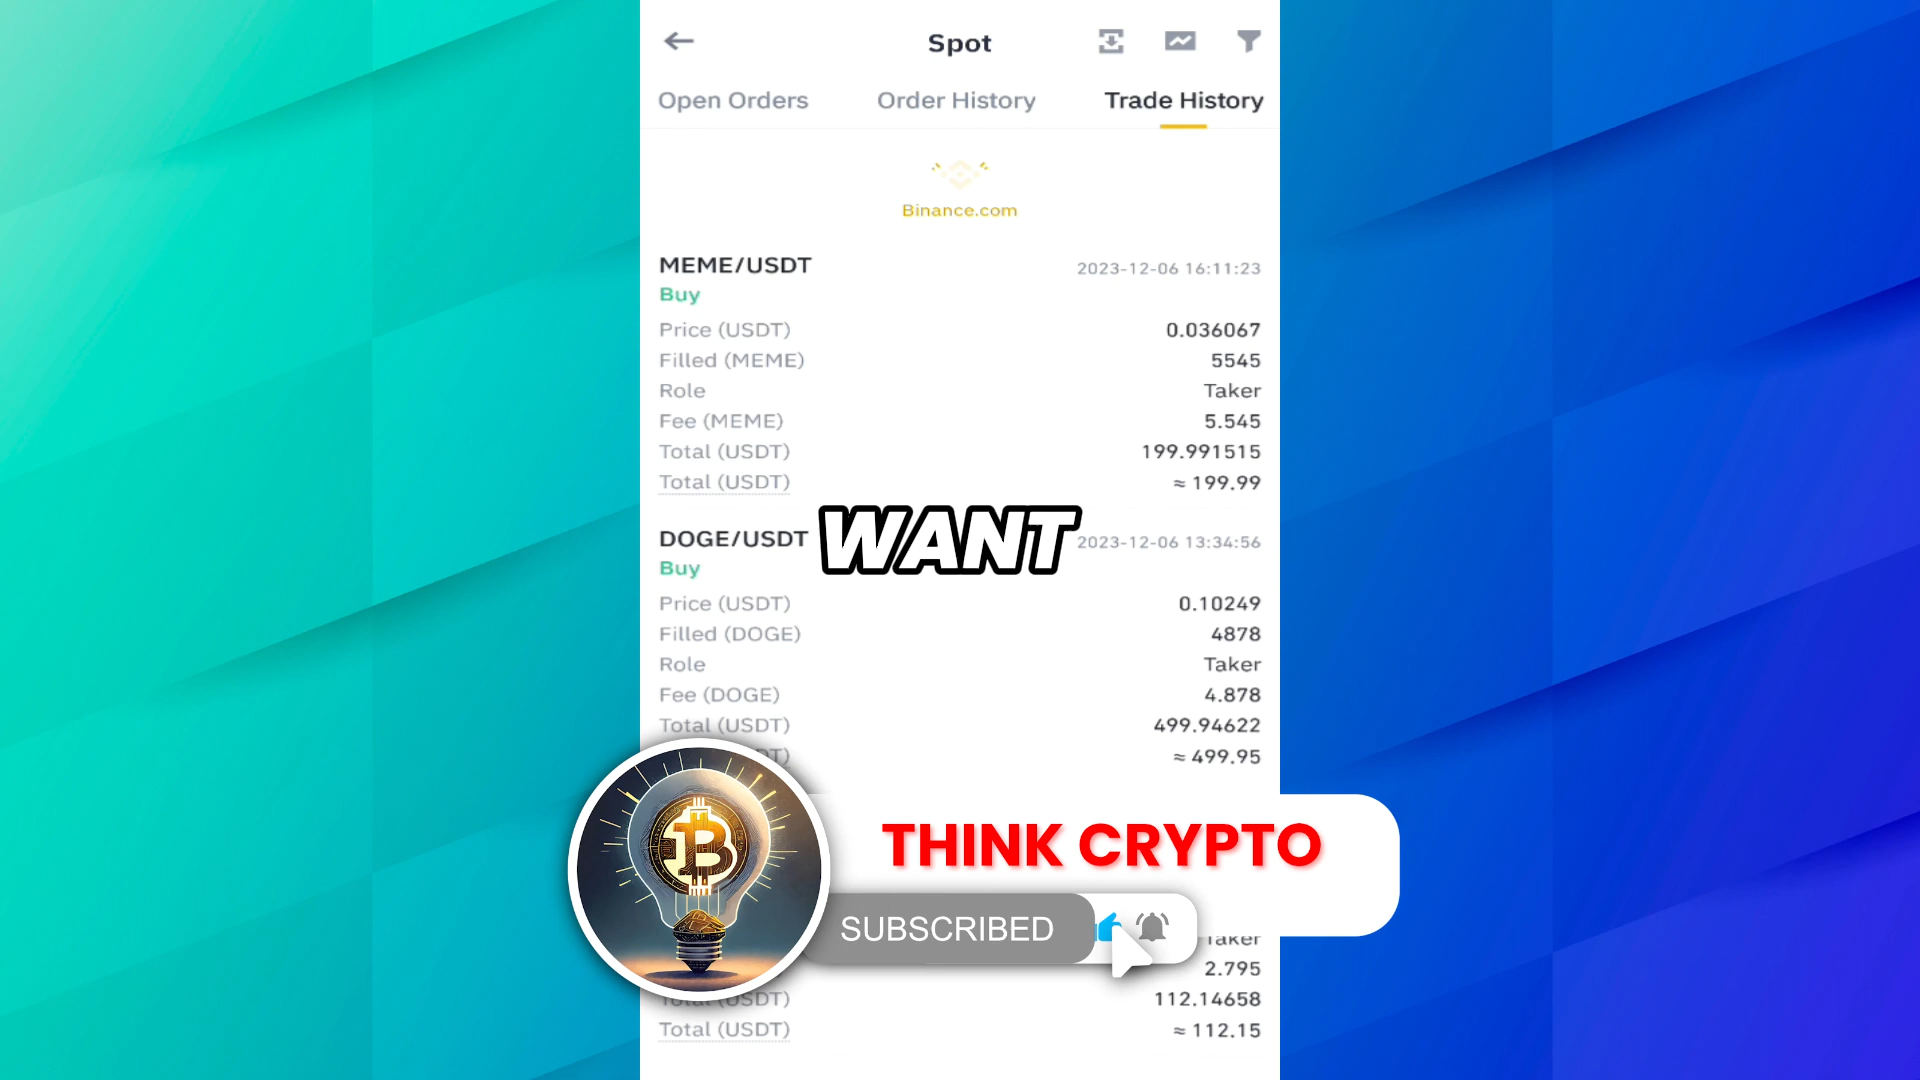 Spot
Open Orders Order History Trade History
Binance.com
MEME/USDT 2023-12-06 16:11:23
Buy
Price (USDT) 0.036067
Filled (MEME) 5545
Role Taker
Fee (MEME) 5.545
Total (USDT) 199.991515
Total (USDT) ≈ 199.99
DOGE/USDT WANT 2023-12-06 13:34:56
Buy
Price (USDT) 0.10249
Filled (DOGE) 4878
Role Taker
Fee (DOGE) 4.878
Total (USDT) 499.94622
≈ 499.95
THINK CRYPTO
SUBSCRIBED
Taker
2.795
Total (USDT) 112.14658
Total (USDT) ≈ 112.15